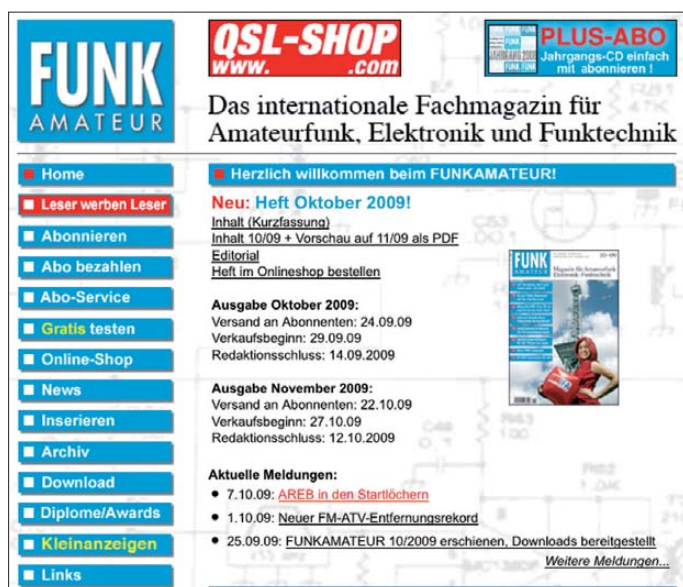 FUNK
AMATEUR
QSL-SHOP
www. .com
PLUS-ABO
Jahrgangs-CD einfach
mit abonnieren !
Das internationale Fachmagazin für
Amateurfunk, Elektronik und Funktechnik
Home
Leser werben Leser
Abonnieren
Abo bezahlen
Abo-Service
Gratis testen
Online-Shop
News
Inserieren
Archiv
Download
Diplome/Awards
Kleinanzeigen
Links
Herzlich willkommen beim FUNKAMATEUR!
Neu: Heft Oktober 2009!
Inhalt (Kurzfassung)
Inhalt 10/09 + Vorschau auf 11/09 als PDF
Editorial
Heft im Onlineshop bestellen
FUNK
AMATEUR
Magazin für Amateurfunk
Elektronik · Funktechnik
Ausgabe Oktober 2009:
Versand an Abonnenten: 24.09.09
Verkaufsbeginn: 29.09.09
Redaktionsschluss: 14.09.2009
Ausgabe November 2009:
Versand an Abonnenten: 22.10.09
Verkaufsbeginn: 27.10.09
Redaktionsschluss: 12.10.2009
Aktuelle Meldungen:
• 7.10.09: AREB in den Startlöchern
• 1.10.09: Neuer FM-ATV-Entfernungsrekord
• 25.09.09: FUNKAMATEUR 10/2009 erschienen, Downloads bereitgestellt
Weitere Meldungen...